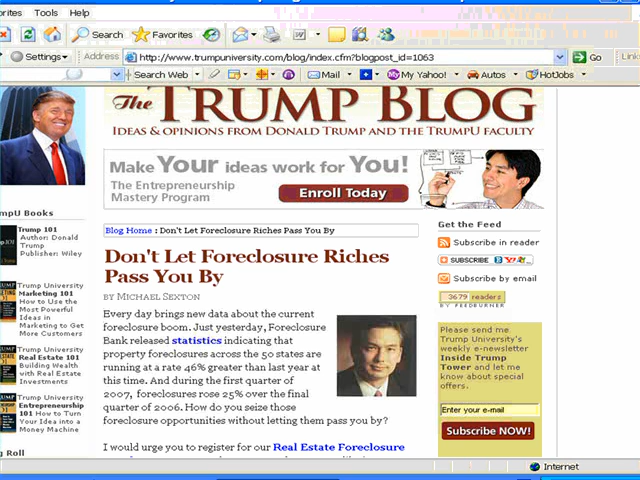 Tools Help
Search Favorites
Settings Address http://www.trumpuniversity.com/blog/index.cfm?blogpost_id=1063 Go Links
Search Web Mail My Yahoo! Autos HotJobs
The TRUMP BLOG
IDEAS & OPINIONS FROM DONALD TRUMP AND THE TRUMPU FACULTY
Make Your ideas work for You!
The Entrepreneurship
Mastery Program
Enroll Today
mpU Books
Trump 101
Author: Donald
Trump
Publisher: Wiley
Trump University
Marketing 101
How to Use the
Most Powerful
Ideas in
Marketing to Get
More Customers
Trump University
Real Estate 101
Building Wealth
with Real Estate
Investments
Trump University
Entrepreneurship
101 How to Turn
Your Idea into a
Money Machine
g Roll
Blog Home : Don't Let Foreclosure Riches Pass You By
Don't Let Foreclosure Riches
Pass You By
BY MICHAEL SEXTON
Every day brings new data about the current
foreclosure boom. Just yesterday, Foreclosure
Bank released statistics indicating that
property foreclosures across the 50 states are
running at a rate 46% greater than last year at
this time. And during the first quarter of
2007, foreclosures rose 25% over the final
quarter of 2006. How do you seize those
foreclosure opportunities without letting them pass you by?
I would urge you to register for our Real Estate Foreclosure
Get the Feed
Subscribe in reader
SUBSCRIBE
Subscribe by email
3679 readers
BY FEEDBURNER
Please send me
Trump University's
weekly e-newsletter
Inside Trump
Tower and let me
know about special
offers.
Enter your e-mail
Subscribe NOW!
Internet